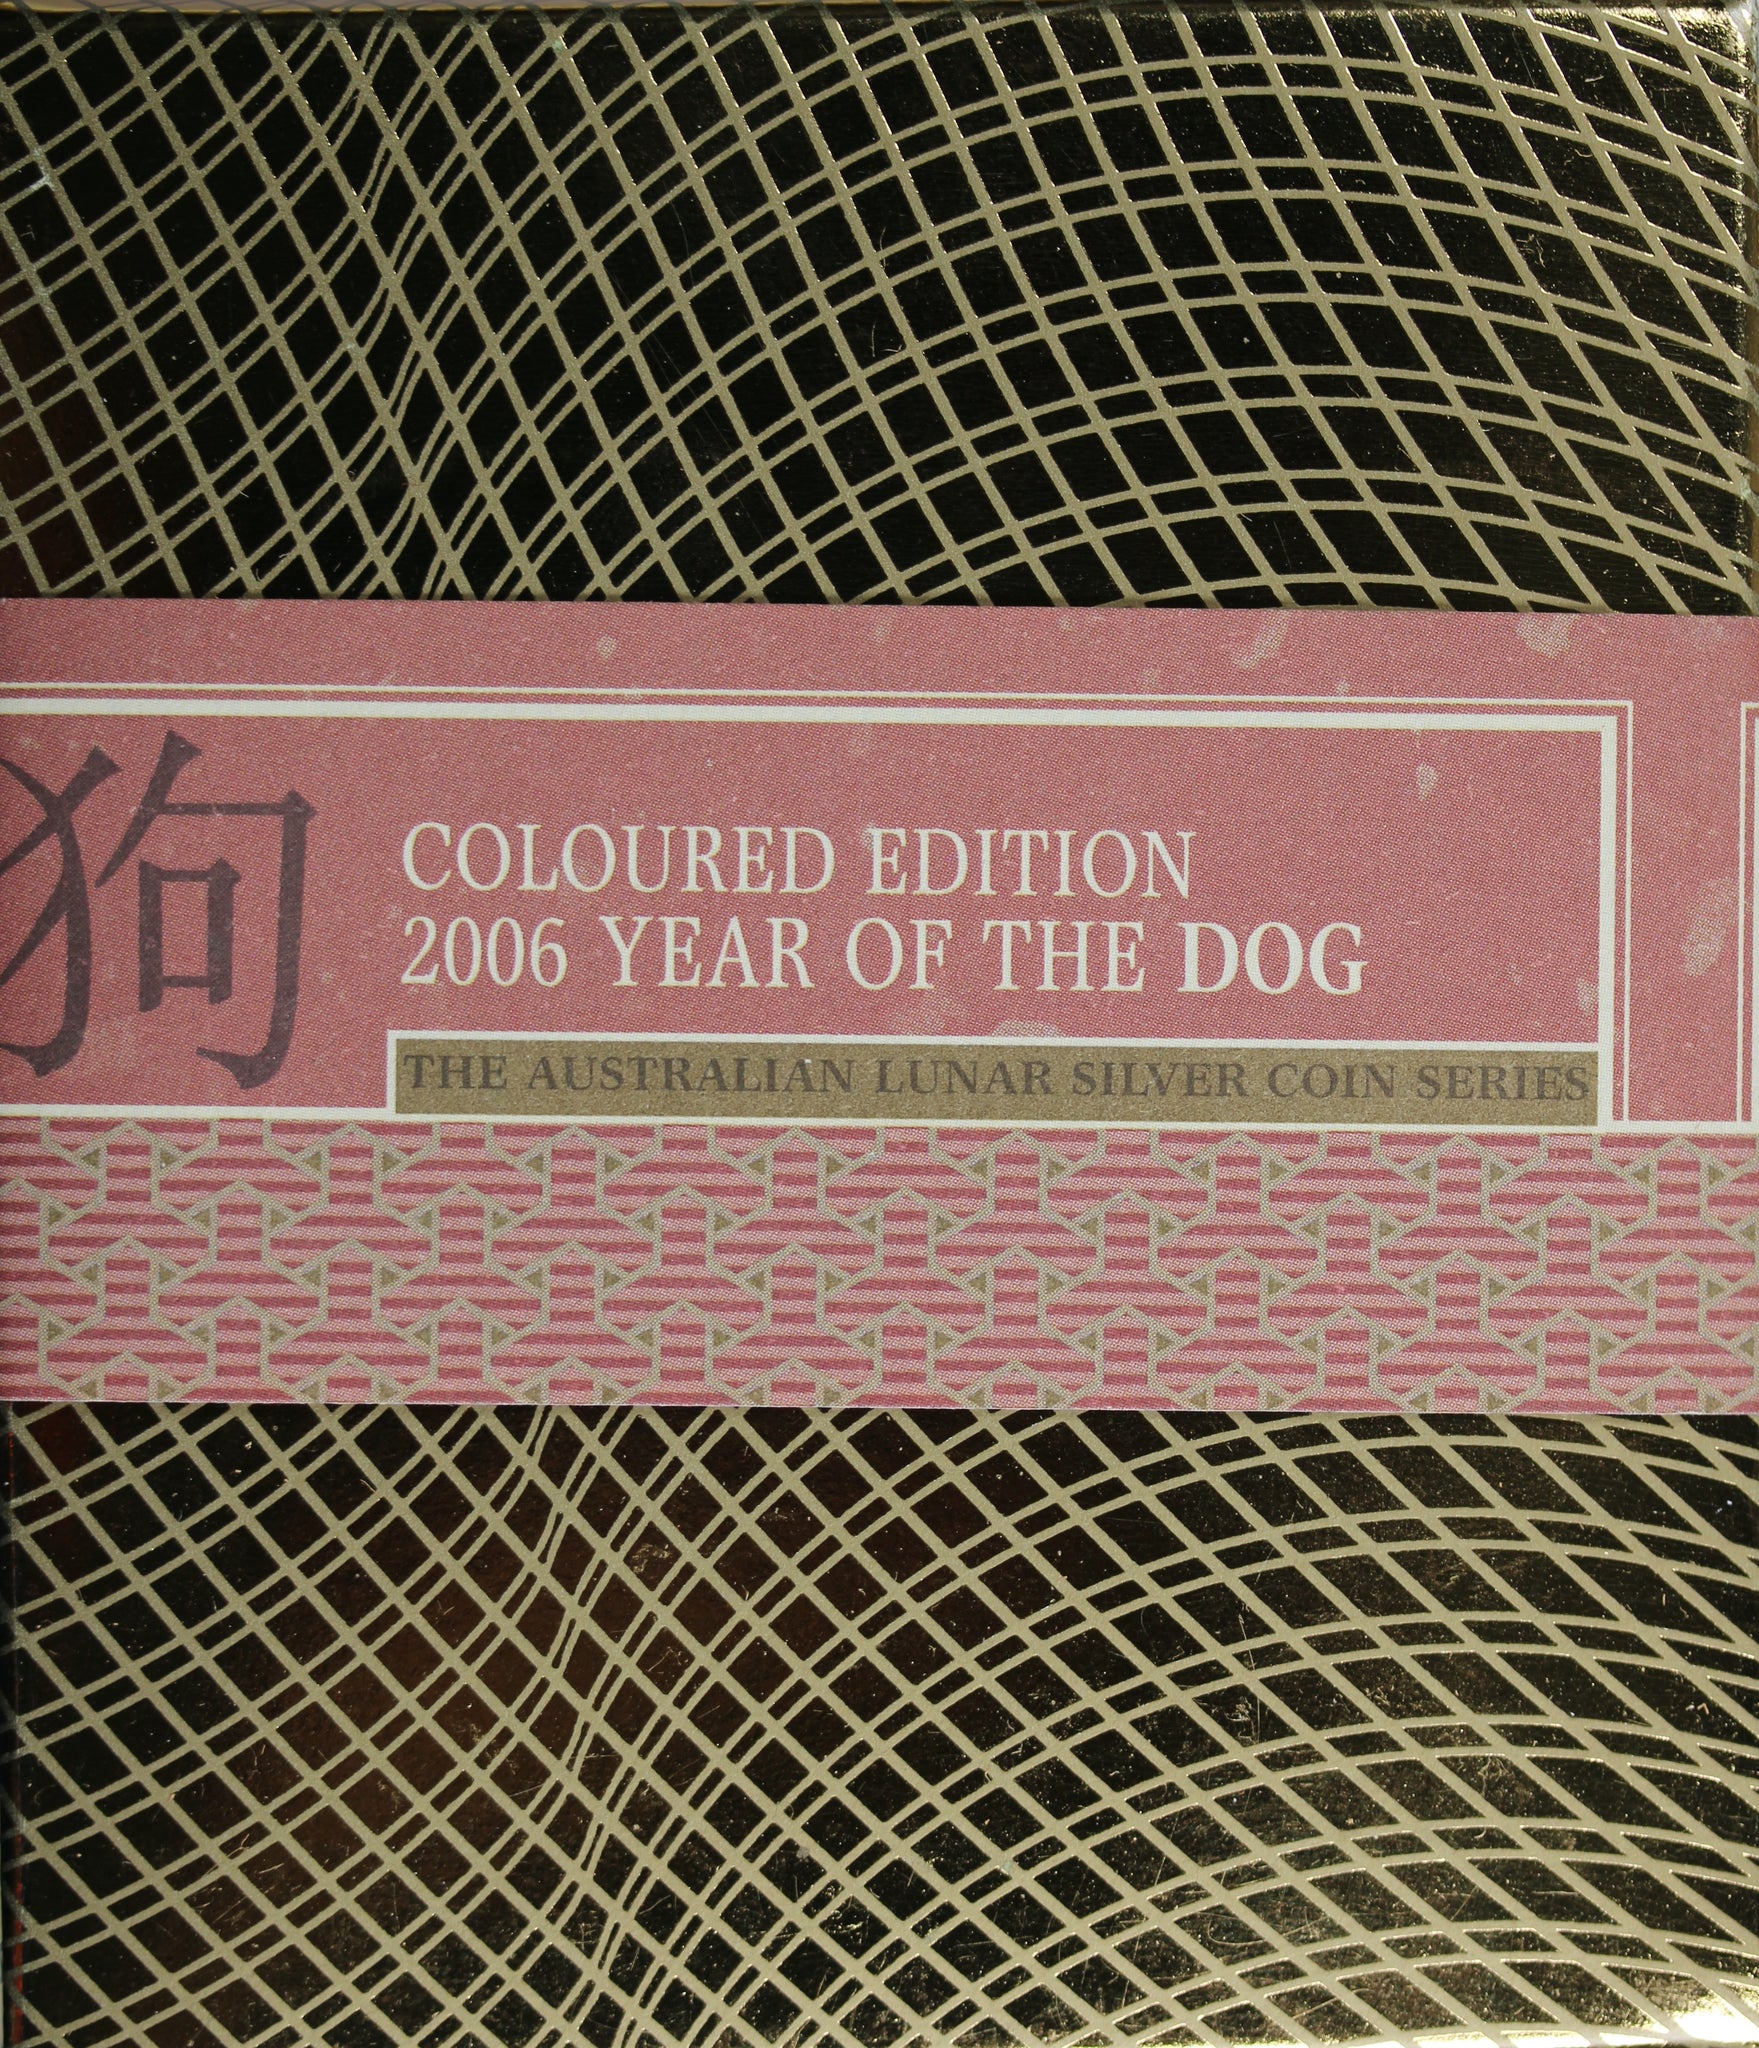 狗
COLOURED EDITION
2006 YEAR OF THE DOG
THE AUSTRALIAN LUNAR SILVER COIN SERIES